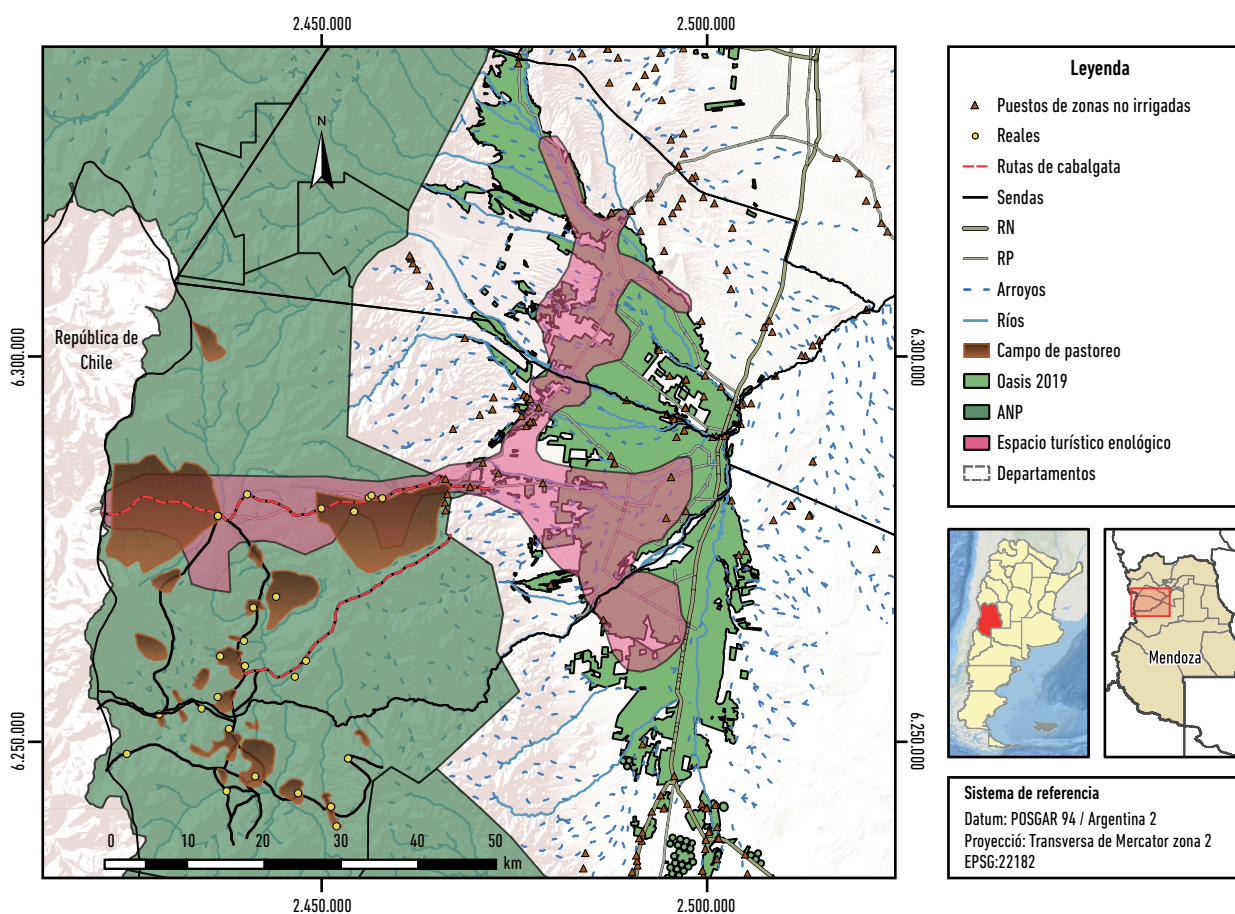 2.450.000
2.500.000
N
República de
Chile
6.300.000
6.300.000
6.250.000
6.250.000
0
10
20
30
40
50
km
2.450.000
2.500.000
Leyenda
Puestos de zonas no irrigadas
Reales
Rutas de cabalgata
Sendas
RN
RP
Arroyos
Ríos
Campo de pastoreo
Oasis 2019
ANP
Espacio turístico enológico
Departamentos
Mendoza
Sistema de referencia
Datum: POSGAR 94 / Argentina 2
Proyecció: Transversa de Mercator zona 2
EPSG:22182